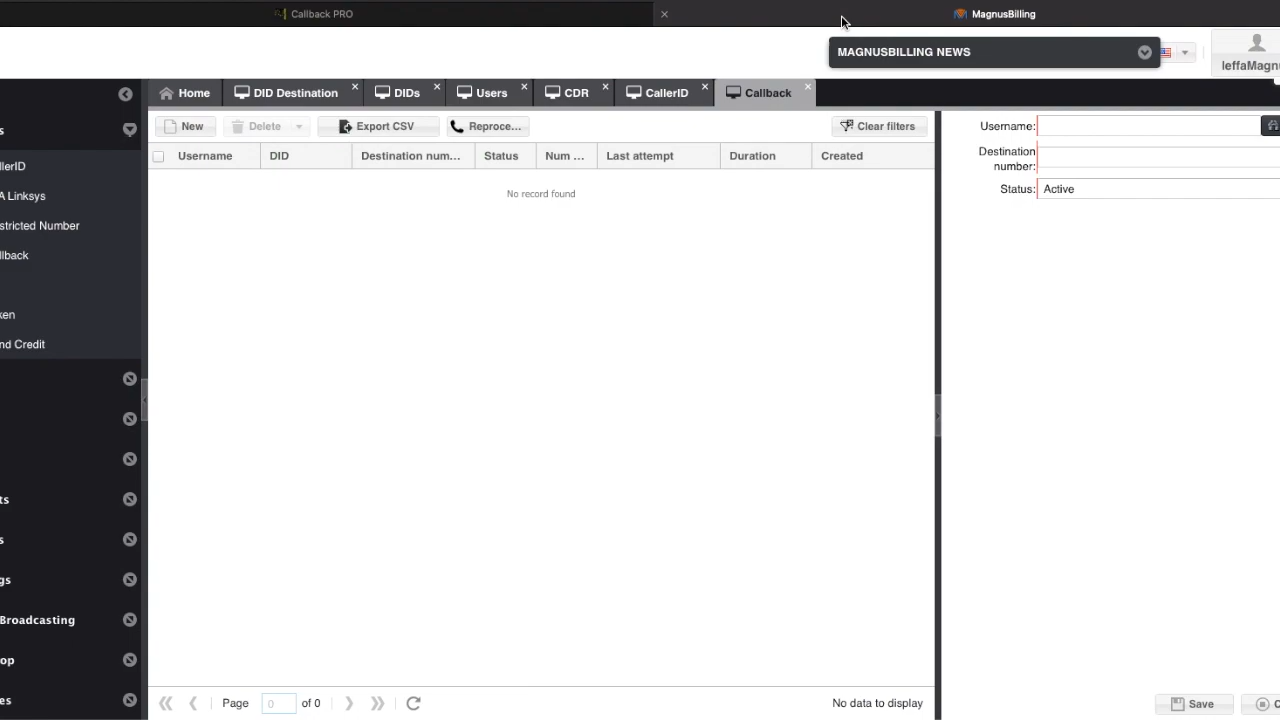 Callback PRO
MagnusBilling
MAGNUSBILLING NEWS
leffaMagnu
Home
DID Destination
DIDs
Users
CDR
CallerID
Callback
New
Delete
Export CSV
Reproce...
Clear filters
Username
DID
Destination num...
Status
Num ...
Last attempt
Duration
Created
No record found
Username:
Destination
number:
Status:
Active
s
llerID
A Linksys
stricted Number
llback
ken
nd Credit
ts
s
gs
Broadcasting
op
es
Page
0
of 0
No data to display
Save
C